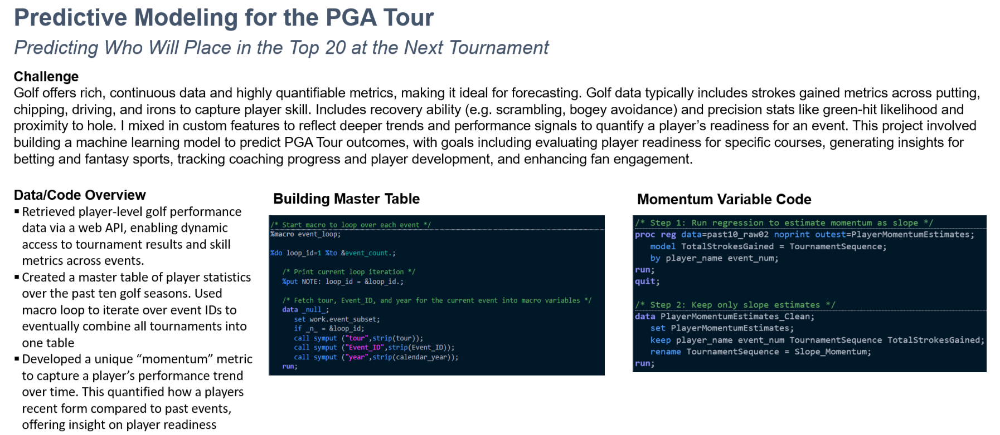 Predictive Modeling for the PGA Tour
Predicting Who Will Place in the Top 20 at the Next Tournament
Challenge
Golf offers rich, continuous data and highly quantifiable metrics, making it ideal for forecasting. Golf data typically includes strokes gained metrics across putting,
chipping, driving, and irons to capture player skill. Includes recovery ability (e.g. scrambling, bogey avoidance) and precision stats like green-hit likelihood and
proximity to hole. I mixed in custom features to reflect deeper trends and performance signals to quantify a player’s readiness for an event. This project involved
building a machine learning model to predict PGA Tour outcomes, with goals including evaluating player readiness for specific courses, generating insights for
betting and fantasy sports, tracking coaching progress and player development, and enhancing fan engagement.
Data/Code Overview
▪ Retrieved player-level golf performance
data via a web API, enabling dynamic
access to tournament results and skill
metrics across events.
▪ Created a master table of player statistics
over the past ten golf seasons. Used
macro loop to iterate over event IDs to
eventually combine all tournaments into
one table
▪ Developed a unique “momentum” metric
to capture a player’s performance trend
over time. This quantified how a players
recent form compared to past events,
offering insight on player readiness
Building Master Table
/* Start macro to loop over each event */
%macro event_loop;
%do loop_id=1 %to &event_count.;
/* Print current loop iteration */
%put NOTE: loop_id = &loop_id.;
/* Fetch tour, Event_ID, and year for the current event into macro variables */
data _null_;
set work.event_subset;
if _n_ = &loop_id;
call symput ("tour",strip(tour));
call symput ("Event_ID",strip(Event_ID));
call symput ("year",strip(calendar_year));
run;
Momentum Variable Code
/* Step 1: Run regression to estimate momentum as slope */
proc reg data=past10_raw02 noprint outest=PlayerMomentumEstimates;
model TotalStrokesGained = TournamentSequence;
by player_name event_num;
run;
quit;
/* Step 2: Keep only slope estimates */
data PlayerMomentumEstimates_Clean;
set PlayerMomentumEstimates;
keep player_name event_num TournamentSequence TotalStrokesGained;
rename TournamentSequence = Slope_Momentum;
run;